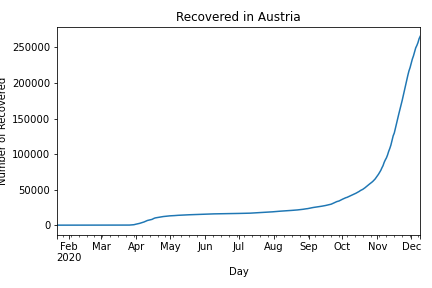 Recovered in Austria
Number of Recovered
250000
200000
150000
100000
50000
0
Feb Mar Apr May Jun Jul Aug Sep Oct Nov Dec
2020
Day